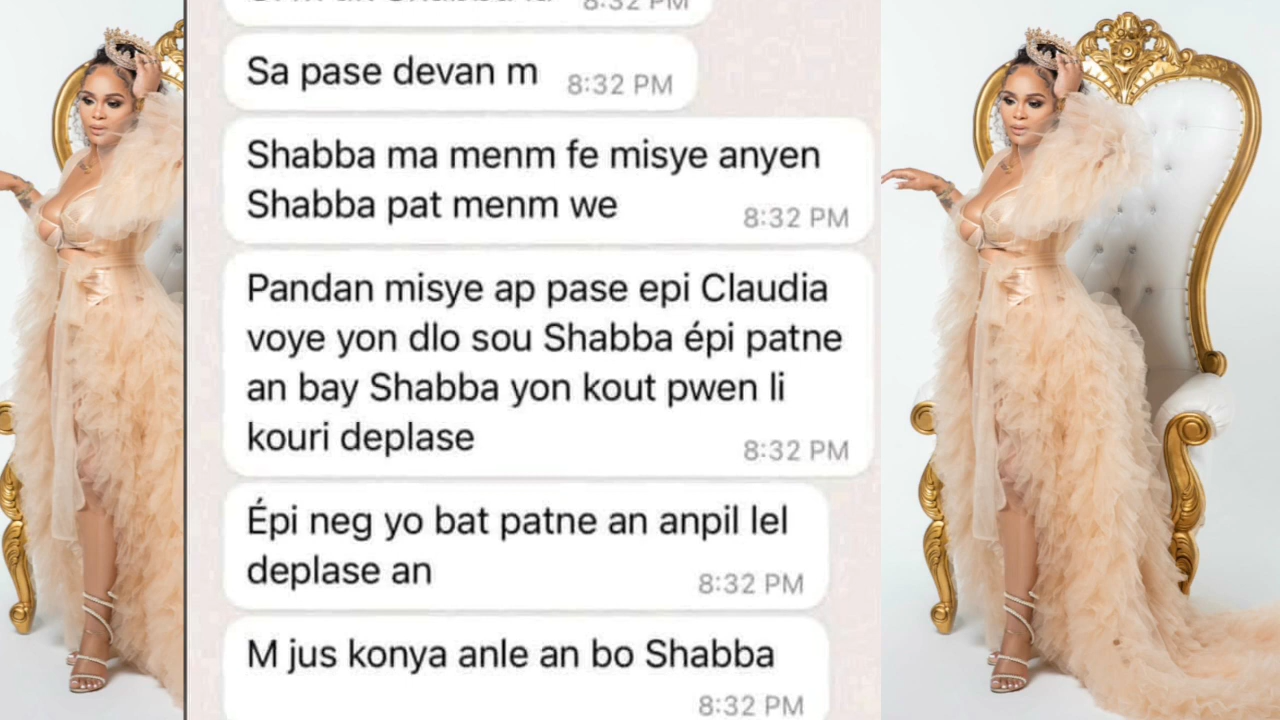 8:32 PM
Sa pase devan m 8:32 PM
Shabba ma menm fe misye anyen
Shabba pat menm we 8:32 PM
Pandan misye ap pase epi Claudia
voye yon dlo sou Shabba épi patne
an bay Shabba yon kout pwen li
kouri deplase 8:32 PM
Épi neg yo bat patne an anpil lel
deplase an 8:32 PM
M jus konya anle an bo Shabba
8:32 PM